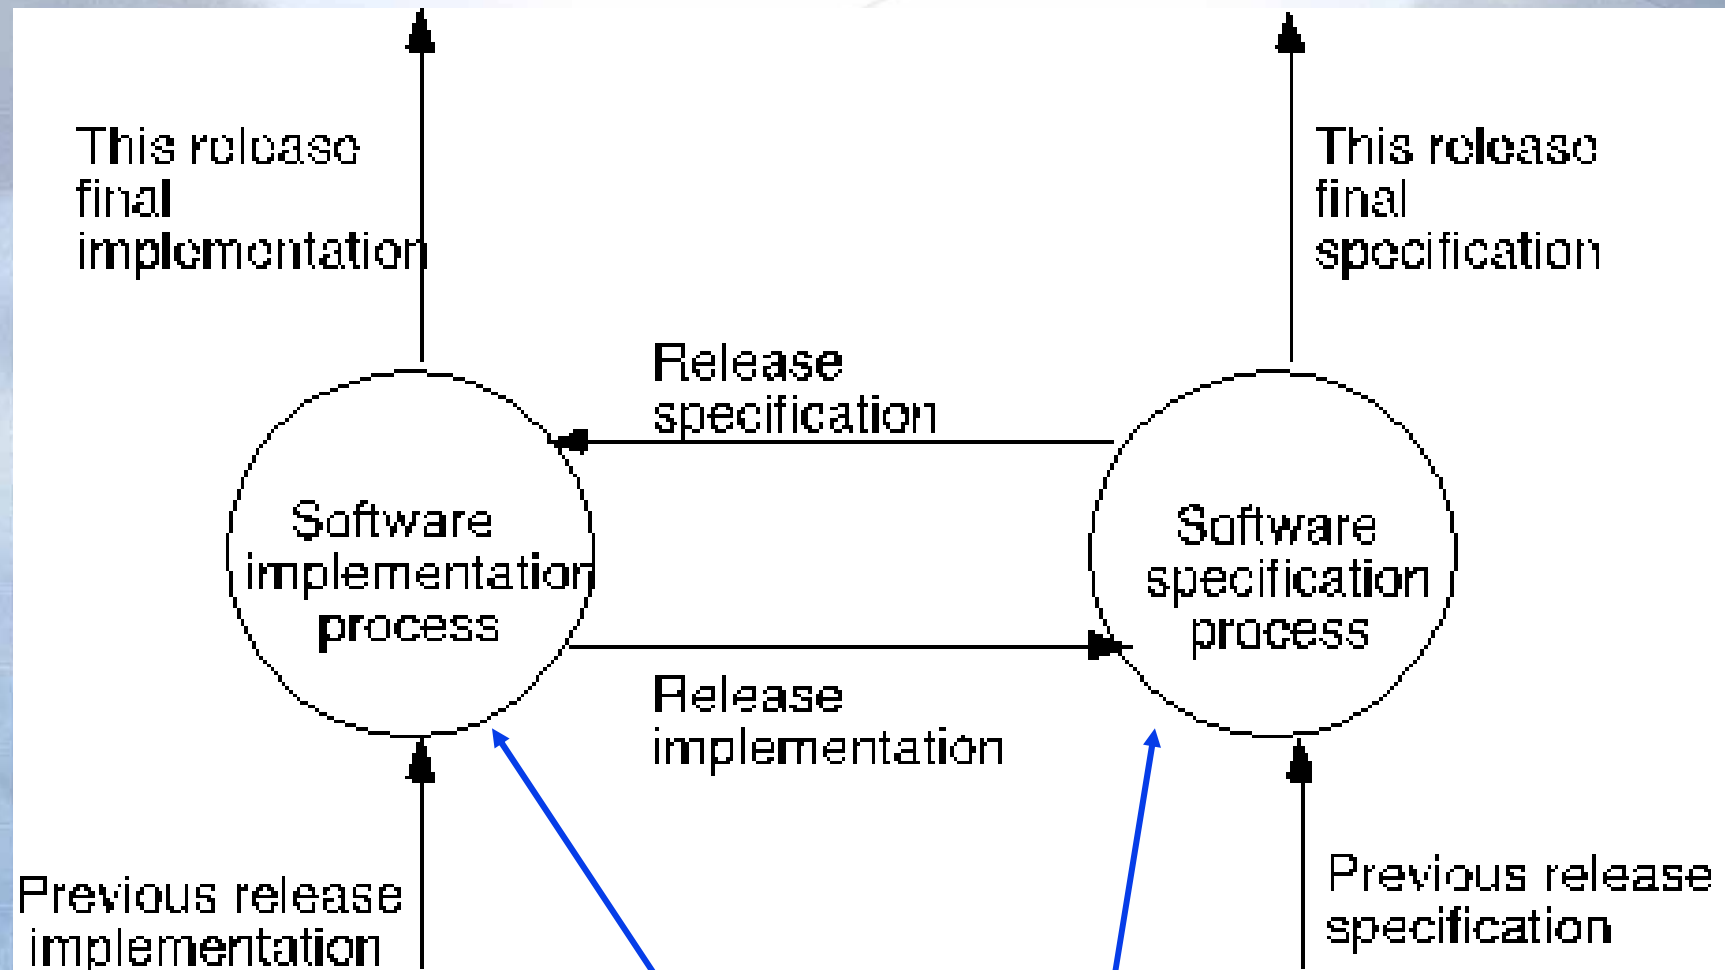 This release
final
implementation
This release
final
specification
Release
specification
Software
implementation
process
Software
specification
process
Release
implementation
Previous release
implementation
Previous release
specification